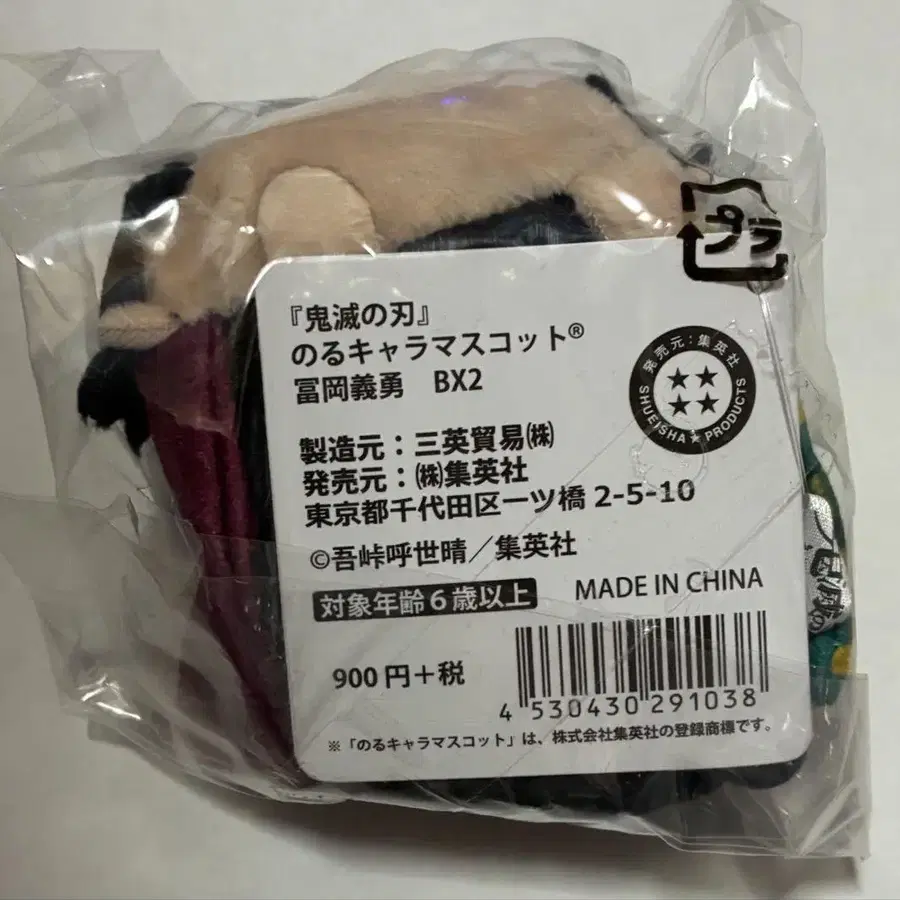 プラ
『鬼滅の刃』
のるキャラマスコット®
冨岡義勇 BX2
発売元:集英社
SHUEISHA★PRODUCTS
製造元：三英貿易㈱
発売元：㈱集英社
東京都千代田区一ツ橋 2-5-10
©吾峠呼世晴／集英社
対象年齢6歳以上
MADE IN CHINA
900 円＋税
4 530430 291038
※「のるキャラマスコット」は、株式会社集英社の登録商標です。